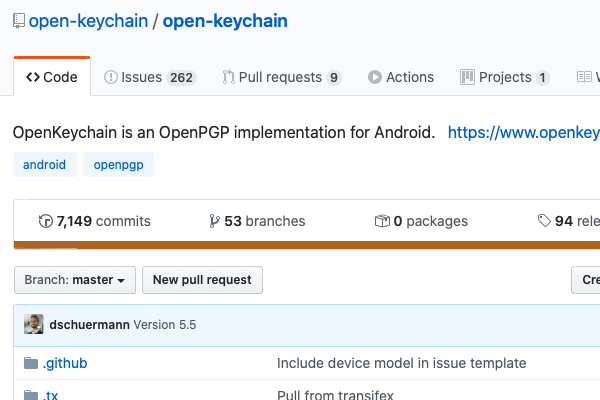 open-keychain / open-keychain
Code Issues 262 Pull requests 9 Actions Projects 1
OpenKeychain is an OpenPGP implementation for Android. https://www.openkey
android openpgp
7,149 commits 53 branches 0 packages 94 rele
Branch: master New pull request Cre
dschuermann Version 5.5
.github Include device model in issue template
.tx Pull from transifex